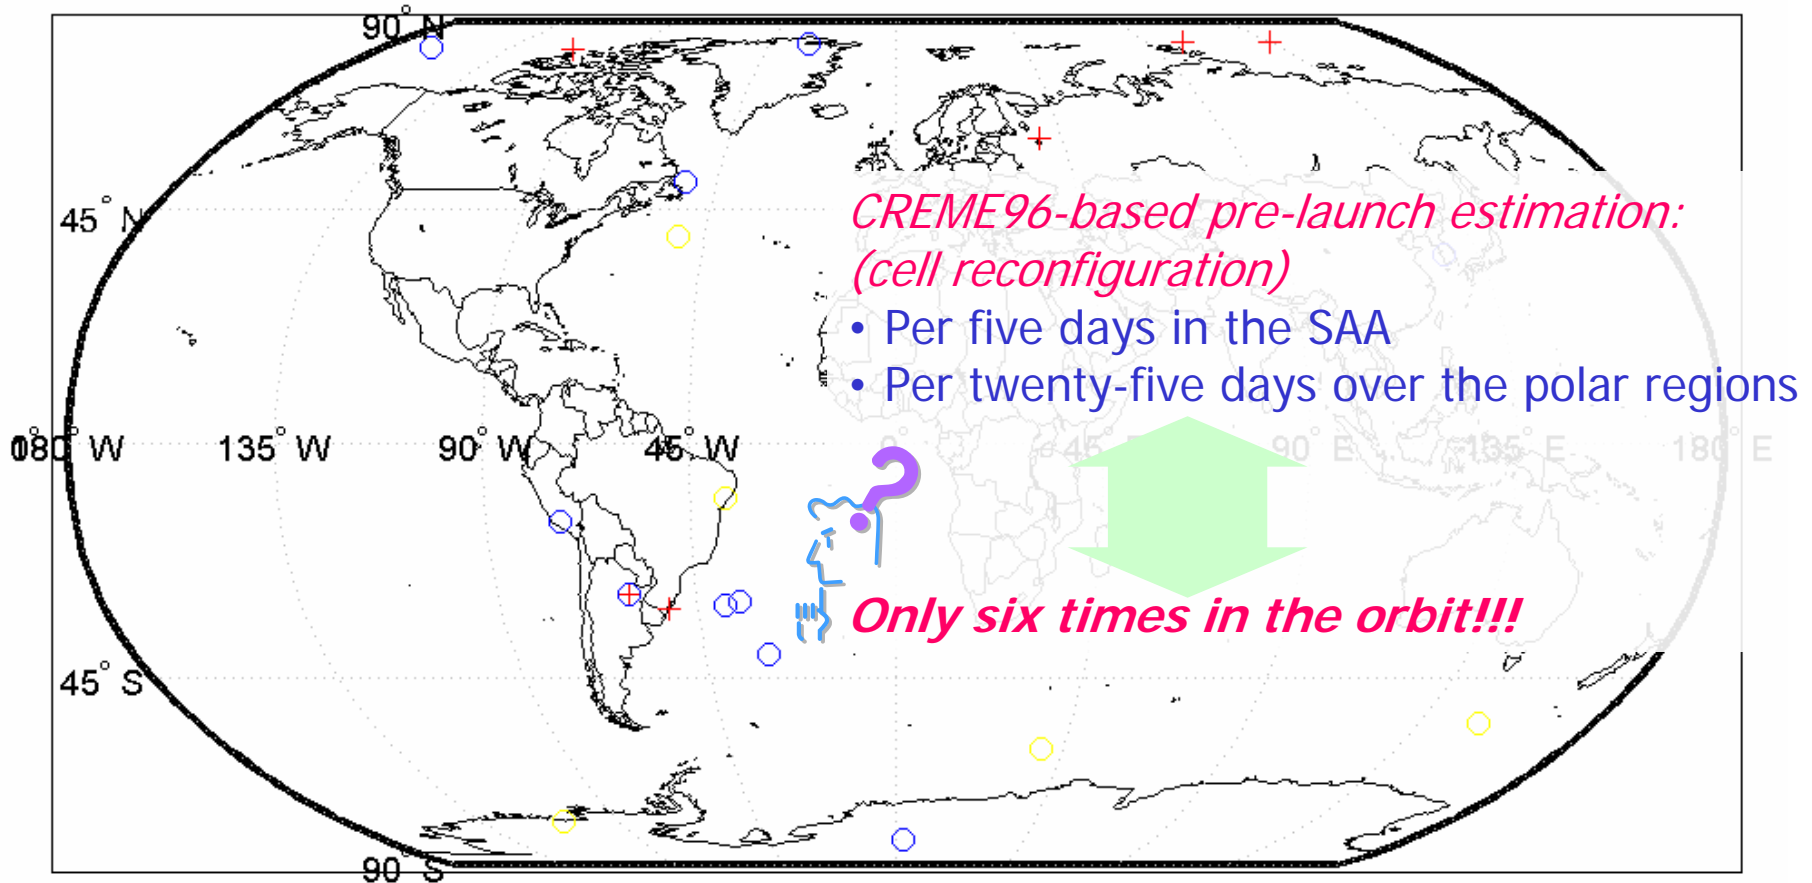 90° N
45° N
CREME96-based pre-launch estimation:
(cell reconfiguration)
• Per five days in the SAA
• Per twenty-five days over the polar regions
180° W 135° W 90° W 45° W 0° 45° E 90° E 135° E 180° E
?
Only six times in the orbit!!!
45° S
90° S